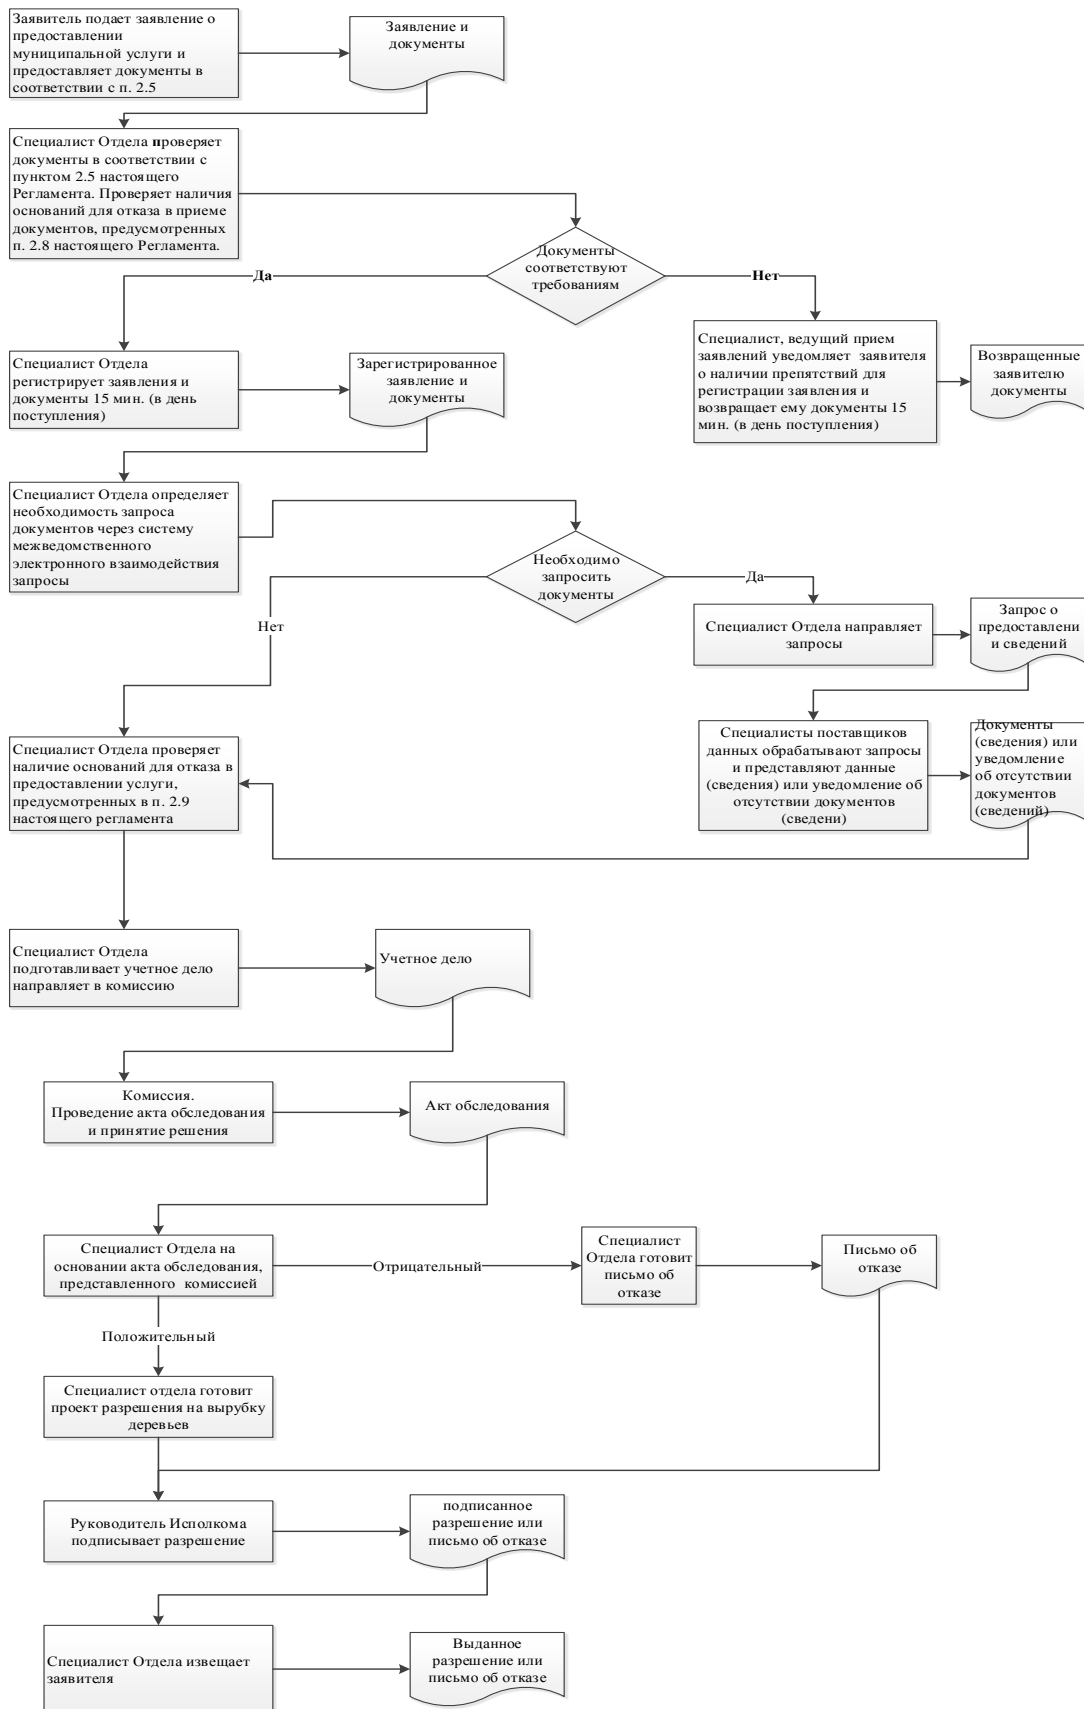 Заявитель подает заявление о
предоставлении
муниципальной услуги и
предоставляет документы в
соответствии с п. 2.5
Заявление и
документы
Специалист Отдела проверяет
документы в соответствии с
пунктом 2.5 настоящего
Регламента. Проверяет наличия
оснований для отказа в приеме
документов, предусмотренных
п. 2.8 настоящего Регламента.
Документы
соответствуют
требованиям
Да
Нет
Специалист Отдела
регистрирует заявления и
документы 15 мин. (в день
поступления)
Зарегистрированное
заявление и
документы
Специалист, ведущий прием
заявлений уведомляет заявителя
о наличии препятствий для
регистрации заявления и
возвращает ему документы 15
мин. (в день поступления)
Возвращенные
заявителю
документы
Специалист Отдела определяет
необходимость запроса
документов через систему
межведомственного
электронного взаимодействия
запросы
Необходимо
запросить
документы
Да
Нет
Специалист Отдела направляет
запросы
Запрос о
предоставлени
и сведений
Специалист Отдела проверяет
наличие оснований для отказа в
предоставлении услуги,
предусмотренных в п. 2.9
настоящего регламента
Специалисты поставщиков
данных обрабатывают запросы
и представляют данные
(сведения) или уведомление об
отсутствии документов
(сведени)
Документы
(сведения) или
уведомление
об отсутствии
документов
(сведений)
Специалист Отдела
подготавливает учетное дело
направляет в комиссию
Учетное дело
Комиссия.
Проведение акта обследования
и принятие решения
Акт обследования
Специалист Отдела на
основании акта обследования,
представленного комиссией
Отрицательный
Специалист
Отдела готовит
письмо об
отказе
Письмо об
отказе
Положительный
Специалист отдела готовит
проект разрешения на вырубку
деревьев
Руководитель Исполкома
подписывает разрешение
подписанное
разрешение или
письмо об отказе
Специалист Отдела извещает
заявителя
Выданное
разрешение или
письмо об отказе